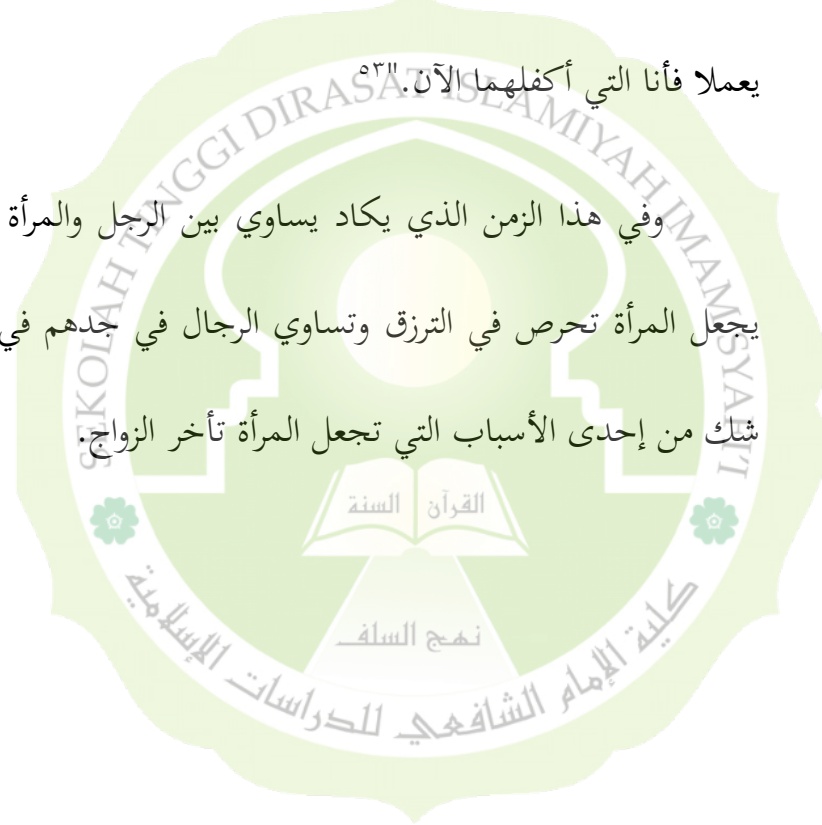 يعملا فأنا التي أكفلهما الآن."٥٣
وفي هذا الزمن الذي يكاد يساوي بين الرجل والمرأة
يجعل المرأة تحرص في الترزق وتساوي الرجال في جدهم في
شك من إحدى الأسباب التي تجعل المرأة تأخر الزواج.
SEKOLAH TINGGI DIRASAT ISLAMIYAH IMAM SYAFI'I
القرآن السنة
نهج السلف
كلية الإمام الشافعي للدراسات الإسلامية